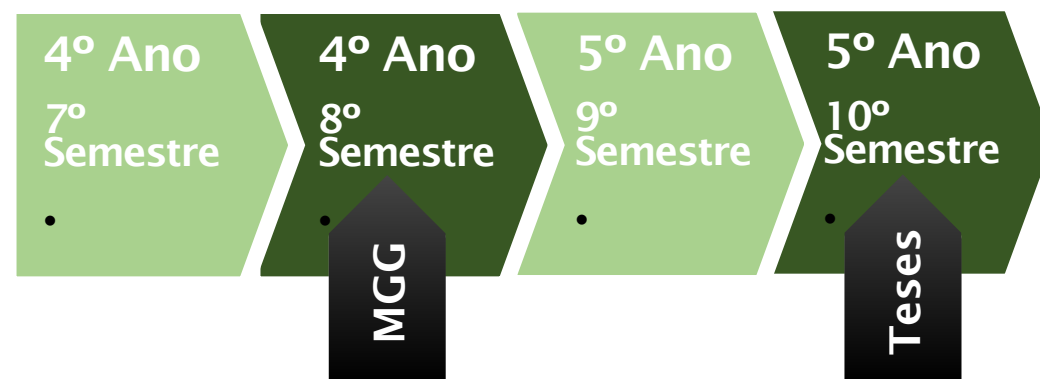 4º Ano
7º
Semestre
•
4º Ano
8º
Semestre
•
MGG
5º Ano
9º
Semestre
•
5º Ano
10º
Semestre
•
Teses